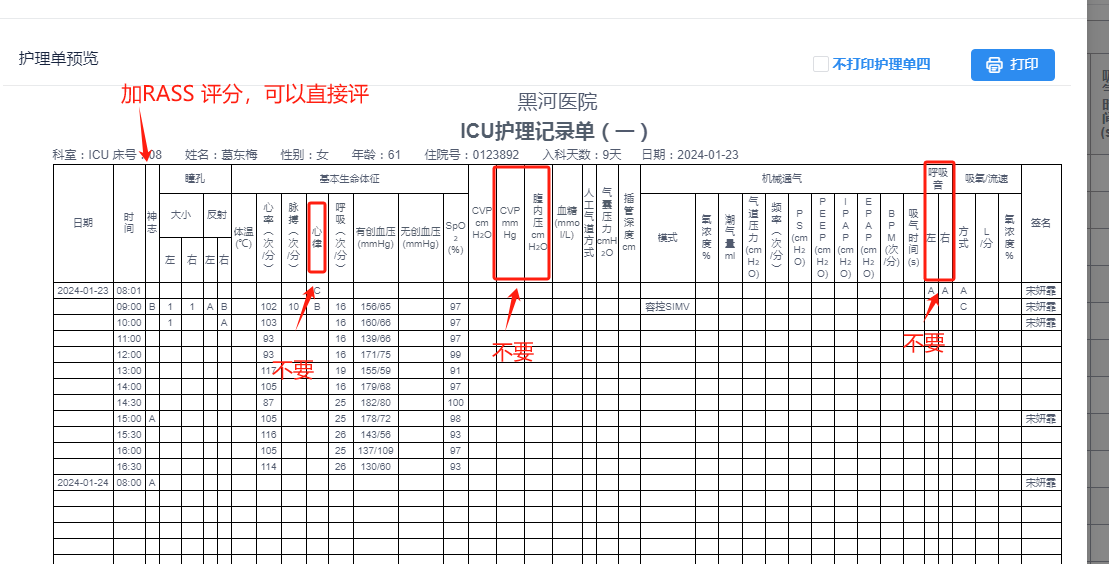 护理单预览
不打印护理单四
打印
加RASS 评分，可以直接评
黑河医院
ICU护理记录单（一）
科室：ICU 床号：08 姓名：葛东梅 性别：女 年龄：61 住院号：0123892 入科天数：9天 日期：2024-01-23
日期 时间 神志 瞳孔 基本生命体征 CVP cm H₂O CVP mm Hg 膣内压 cm H₂O 血糖 (mmol/L) 人工气道方式 气囊压力 cmH₂O 插管深度 cm 机械通气 呼吸音 吸氧/流速 签名
大小 反射 体温 (℃) 心率（次/分） 脉搏（次/分） 心律 呼吸（次/分） 有创血压 (mmHg) 无创血压 (mmHg) SpO₂ (%)
左 右 左 右
模式 氧浓度 % 潮气量 ml 气道压力 (cmH₂O) 频率（次/分） PS (cmH₂O) PEEP (cmH₂O) IPAP (cmH₂O) EPAP (cmH₂O) BPM (次/分) 吸气时间 (s) 左 右 方式 L/分 氧浓度 %
2024-01-23 08:01 C A A A 宋妍霏
09:00 B 1 1 A B 102 10 B 16 156/65 97 容控SIMV C 宋妍霏
10:00 1 A 103 16 160/66 97 宋妍霏
11:00 93 16 139/66 97
12:00 93 16 171/75 99
13:00 117 19 155/59 91
14:00 105 16 179/68 97
14:30 87 25 182/80 100
15:00 A 105 25 178/72 98 宋妍霏
15:30 116 26 143/56 93
16:00 105 25 137/109 97
16:30 114 26 130/60 93
2024-01-24 08:00 A 宋妍霏
不要
不要
不要
吸气时间(s